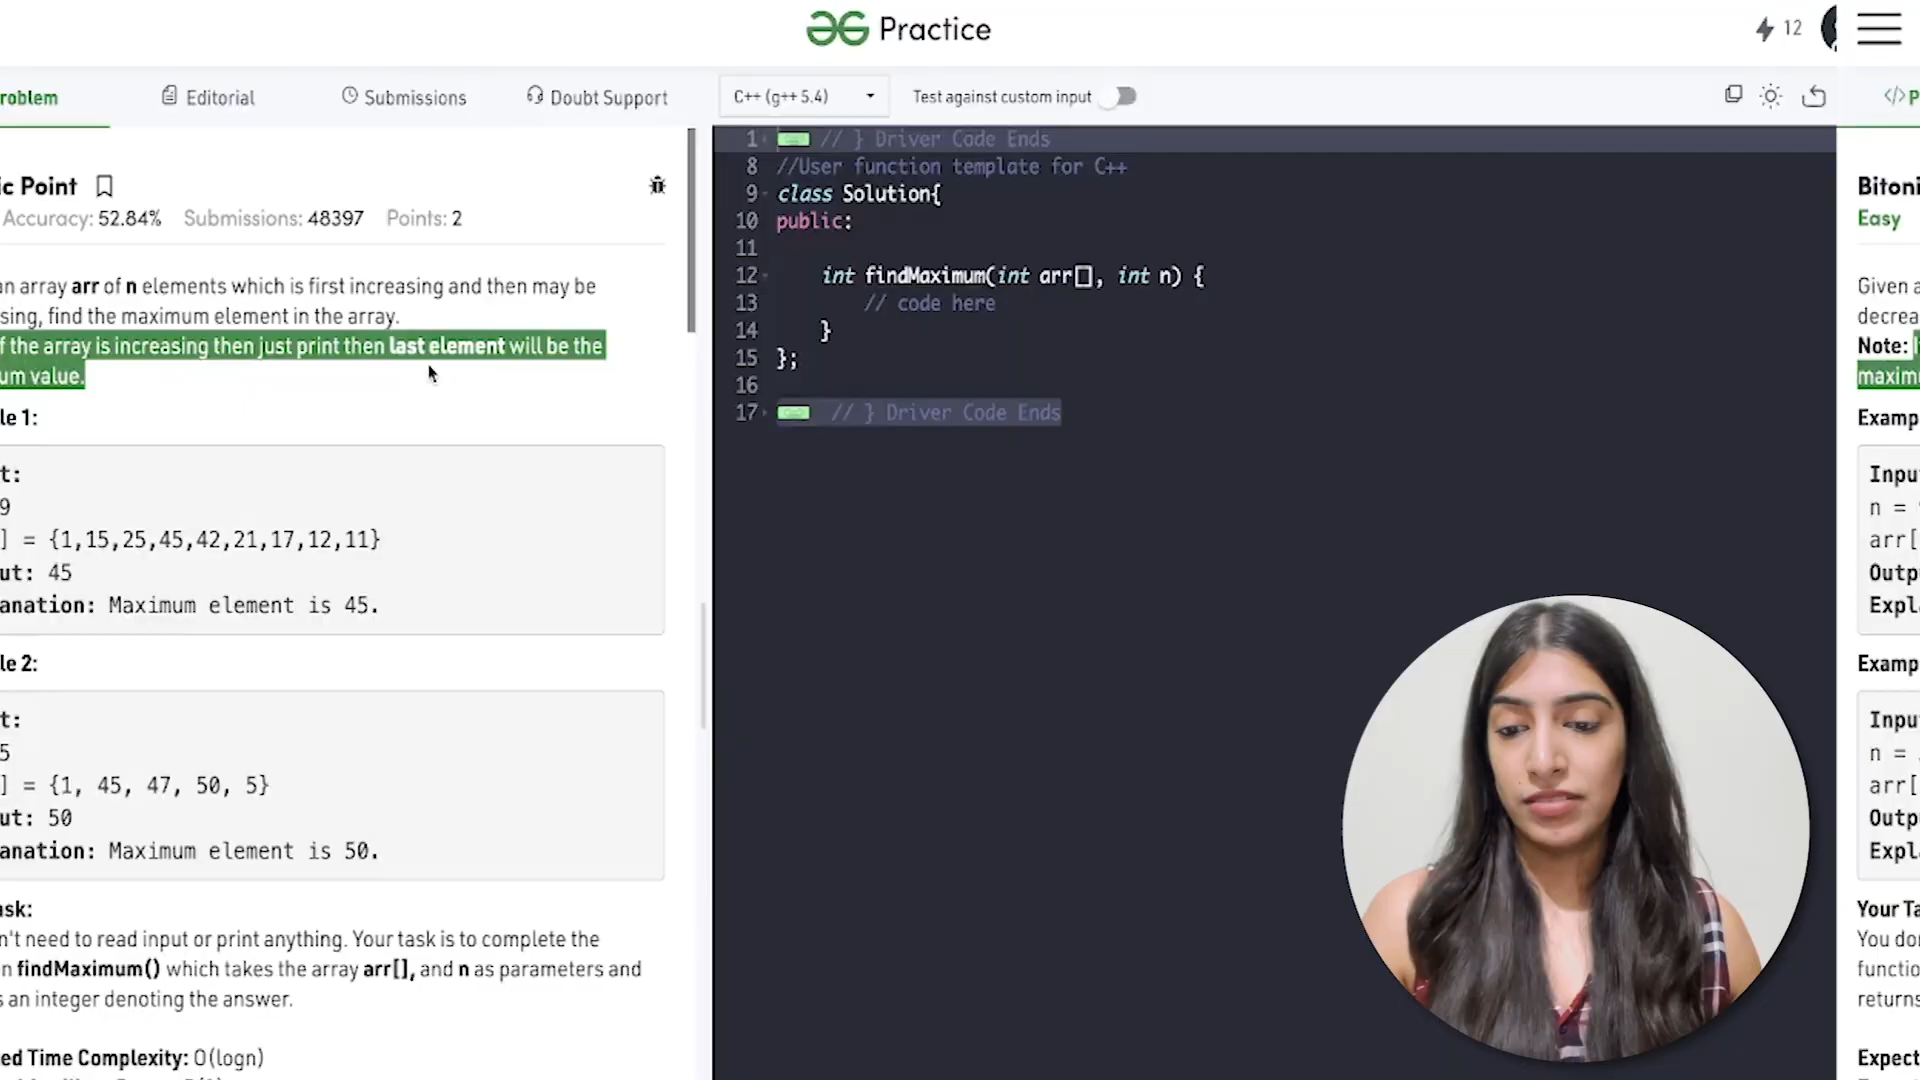 Practice
12
roblem
Editorial
Submissions
Doubt Support
C++ (g++ 5.4)
Test against custom input
</>P
ic Point
Accuracy: 52.84% Submissions: 48397 Points: 2
an array arr of n elements which is first increasing and then may be
sing, find the maximum element in the array.
f the array is increasing then just print then last element will be the
um value.
le 1:
t:
9
] = {1,15,25,45,42,21,17,12,11}
ut: 45
anation: Maximum element is 45.
le 2:
t:
5
] = {1, 45, 47, 50, 5}
ut: 50
anation: Maximum element is 50.
ask:
n't need to read input or print anything. Your task is to complete the
n findMaximum() which takes the array arr[], and n as parameters and
s an integer denoting the answer.
ed Time Complexity: O(logn)
1 // } Driver Code Ends
8 //User function template for C++
9 class Solution{
10 public:
11
12 int findMaximum(int arr[], int n) {
13 // code here
14 }
15 };
16
17 // } Driver Code Ends
Bitoni
Easy
Given a
decrea
Note: I
maxim
Examp
Inpu
n =
arr[
Outp
Expl
Examp
Inpu
n =
arr[
Outp
Expl
Your Ta
You don
functio
returns
Expect